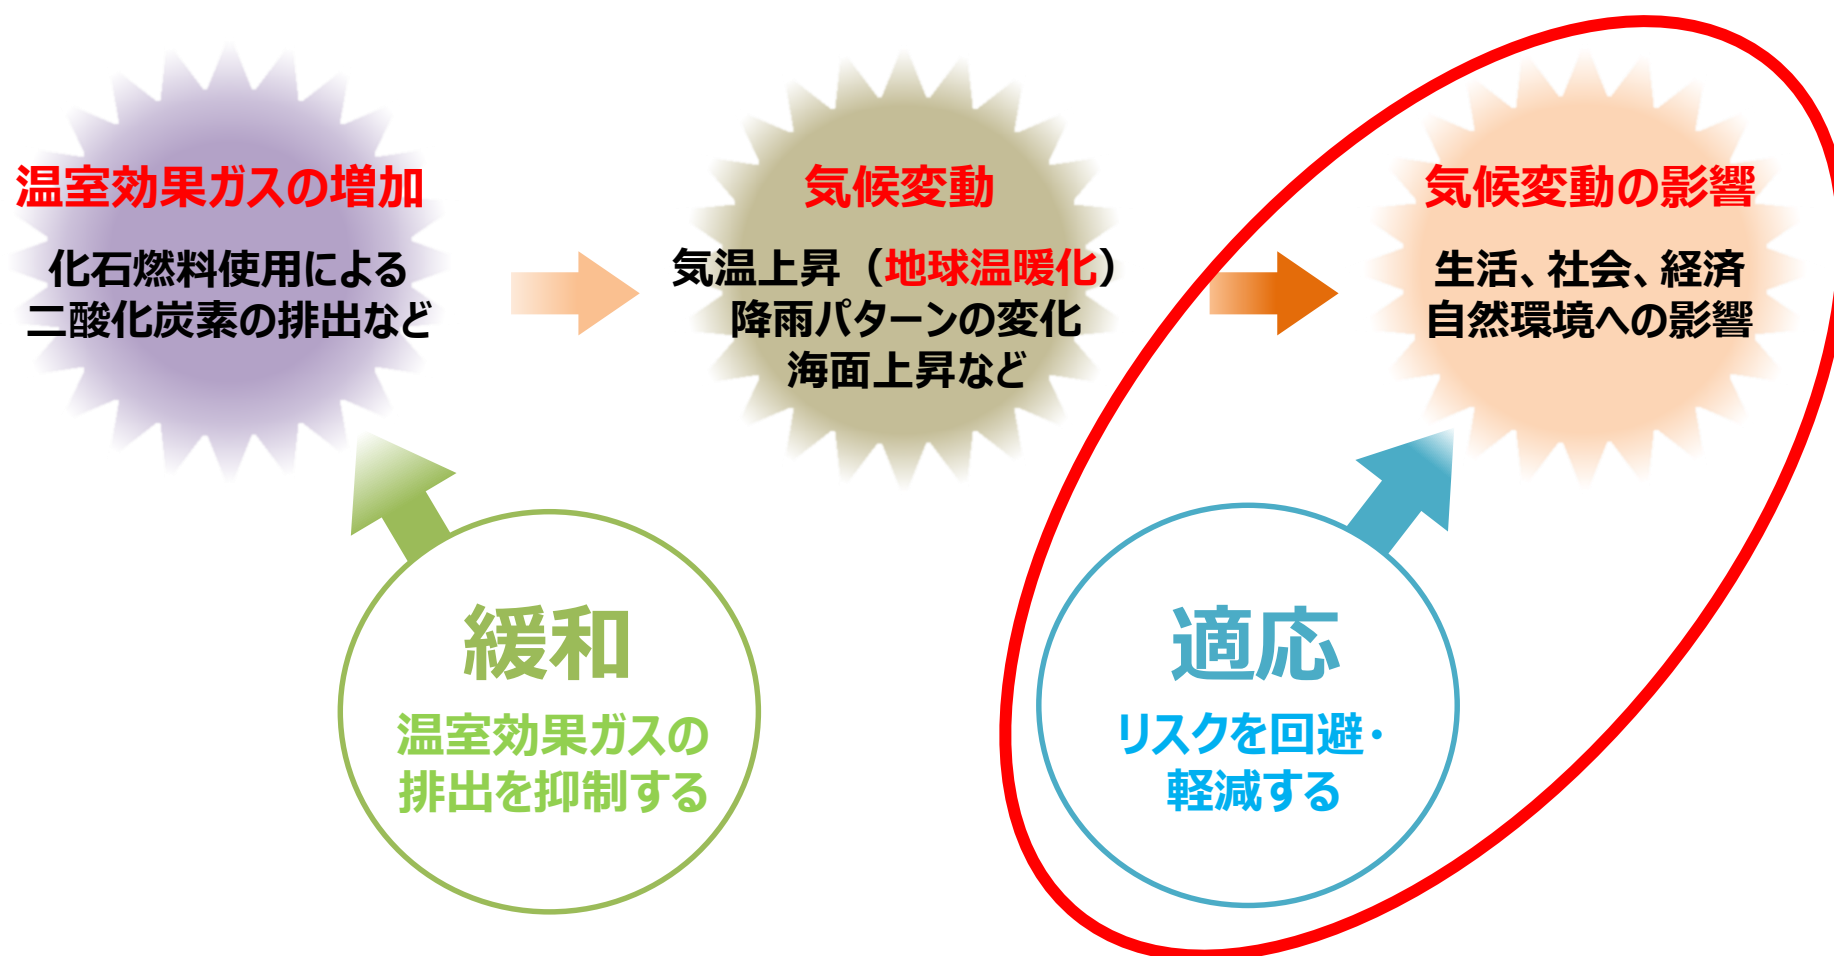 温室効果ガスの増加
化石燃料使用による
二酸化炭素の排出など
気候変動
気温上昇（地球温暖化）
降雨パターンの変化
海面上昇など
気候変動の影響
生活、社会、経済
自然環境への影響
緩和
温室効果ガスの
排出を抑制する
適応
リスクを回避・
軽減する